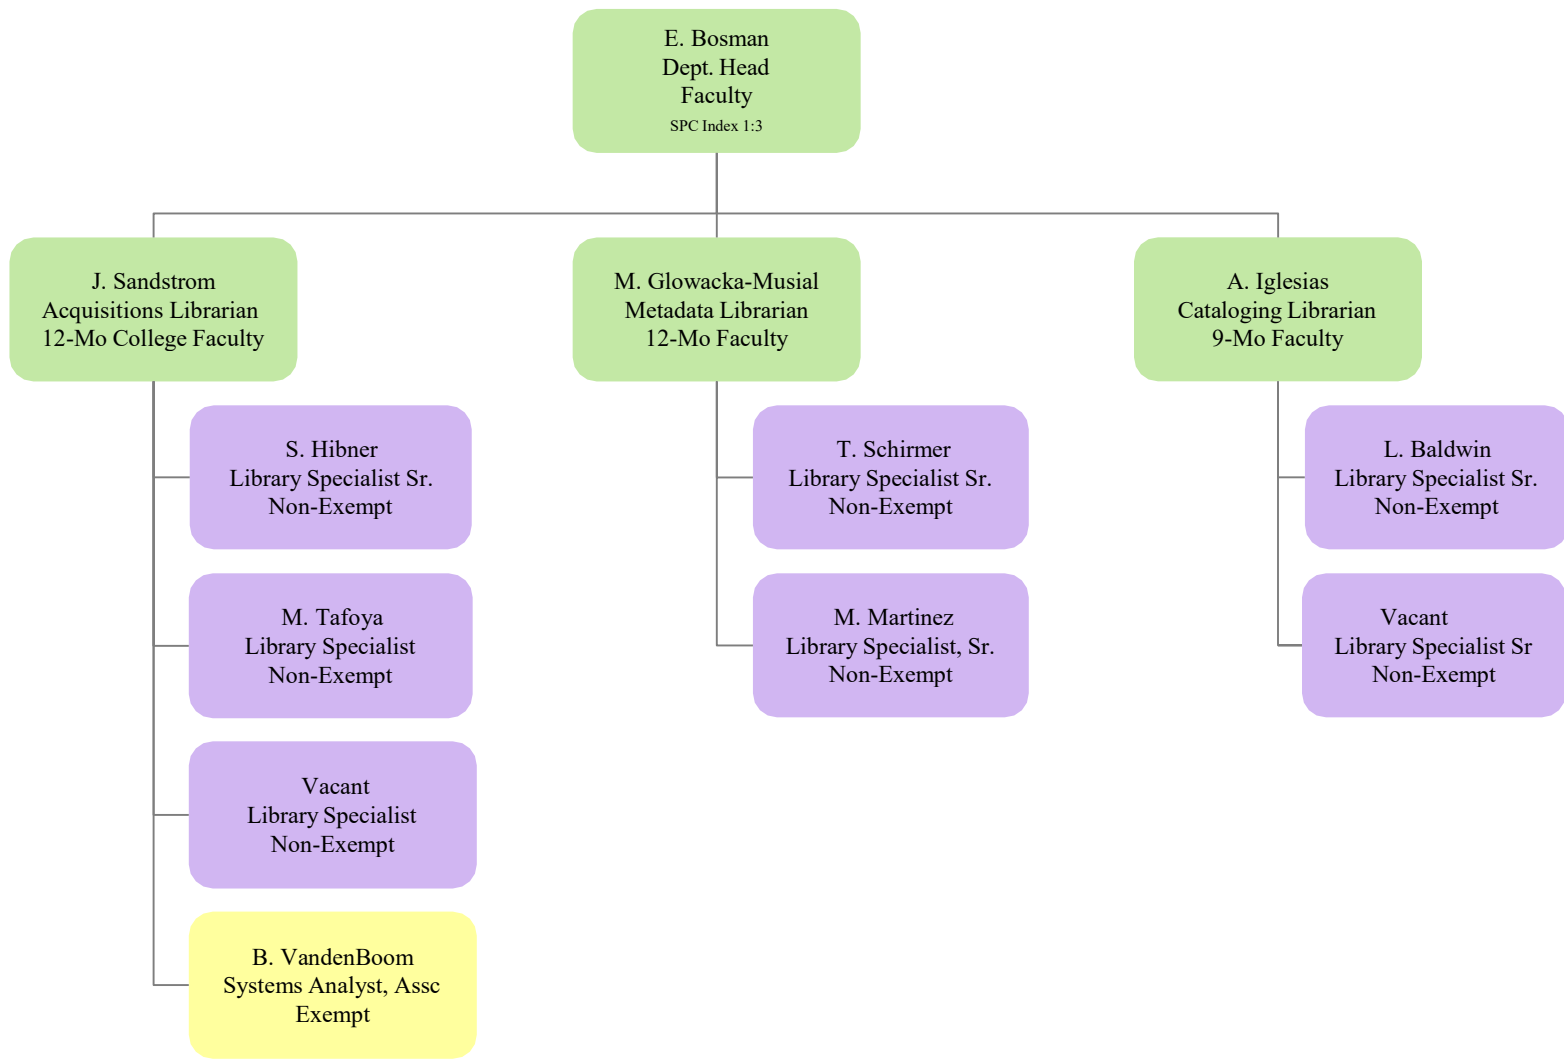 E. Bosman
Dept. Head
Faculty
SPC Index 1:3
J. Sandstrom
Acquisitions Librarian
12-Mo College Faculty
M. Glowacka-Musial
Metadata Librarian
12-Mo Faculty
A. Iglesias
Cataloging Librarian
9-Mo Faculty
S. Hibner
Library Specialist Sr.
Non-Exempt
T. Schirmer
Library Specialist Sr.
Non-Exempt
L. Baldwin
Library Specialist Sr.
Non-Exempt
M. Tafoya
Library Specialist
Non-Exempt
M. Martinez
Library Specialist, Sr.
Non-Exempt
Vacant
Library Specialist Sr
Non-Exempt
Vacant
Library Specialist
Non-Exempt
B. VandenBoom
Systems Analyst, Assc
Exempt